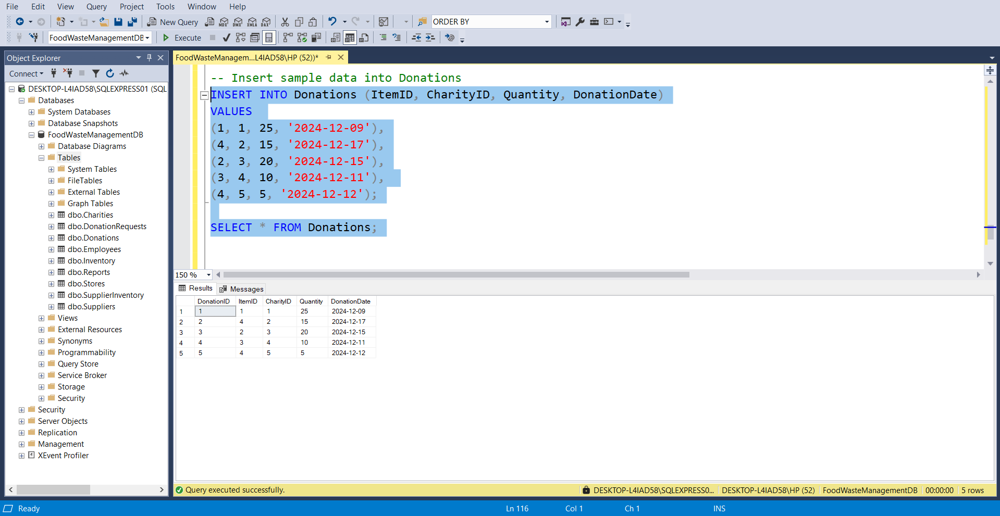 File Edit View Query Project Tools Window Help
New Query MDX DMX XMLA DAX ORDER BY
FoodWasteManagementDB Execute
Object Explorer
Connect
DESKTOP-L4IAD58\SQLEXPRESS01 (SQL
Databases
System Databases
Database Snapshots
FoodWasteManagementDB
Database Diagrams
Tables
System Tables
FileTables
External Tables
Graph Tables
dbo.Charities
dbo.DonationRequests
dbo.Donations
dbo.Employees
dbo.Inventory
dbo.Reports
dbo.Stores
dbo.SupplierInventory
dbo.Suppliers
Views
External Resources
Synonyms
Programmability
Query Store
Service Broker
Storage
Security
Security
Server Objects
Replication
Management
XEvent Profiler
FoodWasteManagem...L4IAD58\HP (52))*
-- Insert sample data into Donations
INSERT INTO Donations (ItemID, CharityID, Quantity, DonationDate)
VALUES
(1, 1, 25, '2024-12-09'),
(4, 2, 15, '2024-12-17'),
(2, 3, 20, '2024-12-15'),
(3, 4, 10, '2024-12-11'),
(4, 5, 5, '2024-12-12');
SELECT * FROM Donations;
150 %
Results Messages
DonationID ItemID CharityID Quantity DonationDate
1 1 1 1 25 2024-12-09
2 2 4 2 15 2024-12-17
3 3 2 3 20 2024-12-15
4 4 3 4 10 2024-12-11
5 5 4 5 5 2024-12-12
Query executed successfully. DESKTOP-L4IAD58\SQLEXPRESS0... DESKTOP-L4IAD58\HP (52) FoodWasteManagementDB 00:00:00 5 rows
Ready Ln 116 Col 1 Ch 1 INS